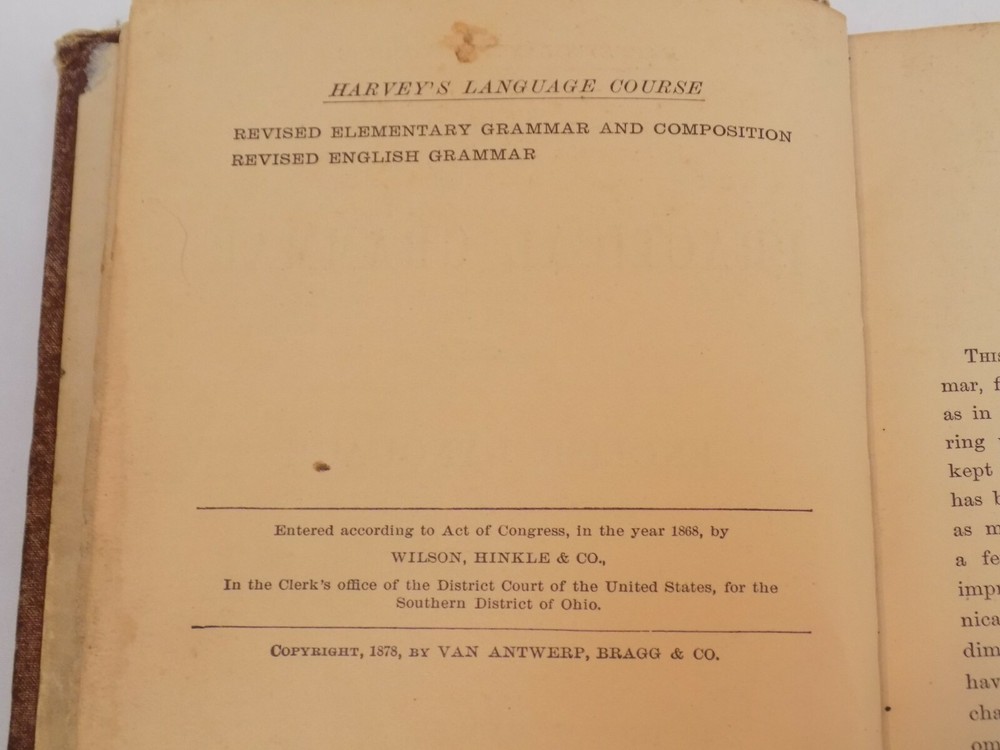 HARVEY'S LANGUAGE COURSE
REVISED ELEMENTARY GRAMMAR AND COMPOSITION
REVISED ENGLISH GRAMMAR
Entered according to Act of Congress, in the year 1868, by
WILSON, HINKLE & CO.,
In the Clerk's office of the District Court of the United States, for the
Southern District of Ohio.
COPYRIGHT, 1878, BY VAN ANTWERP, BRAGG & CO.
THIS
mar, f
as in
ring
kept
has b
as m
a fe
impr
nica
dim
hav
cha
om